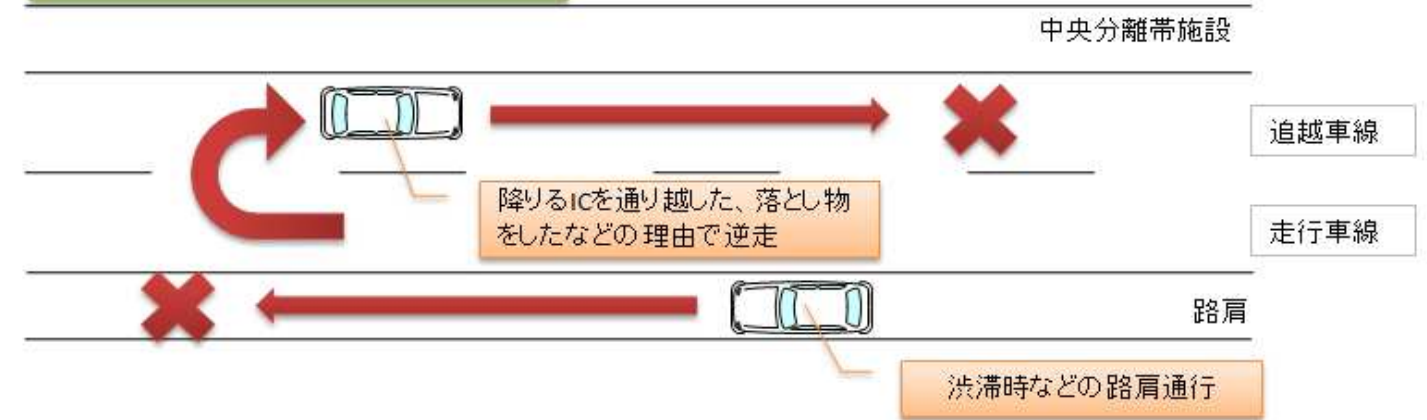 中央分離帯施設
追越車線
降りるICを通り越した、落とし物
をしたなどの理由で逆走
走行車線
路肩
渋滞時などの路肩通行